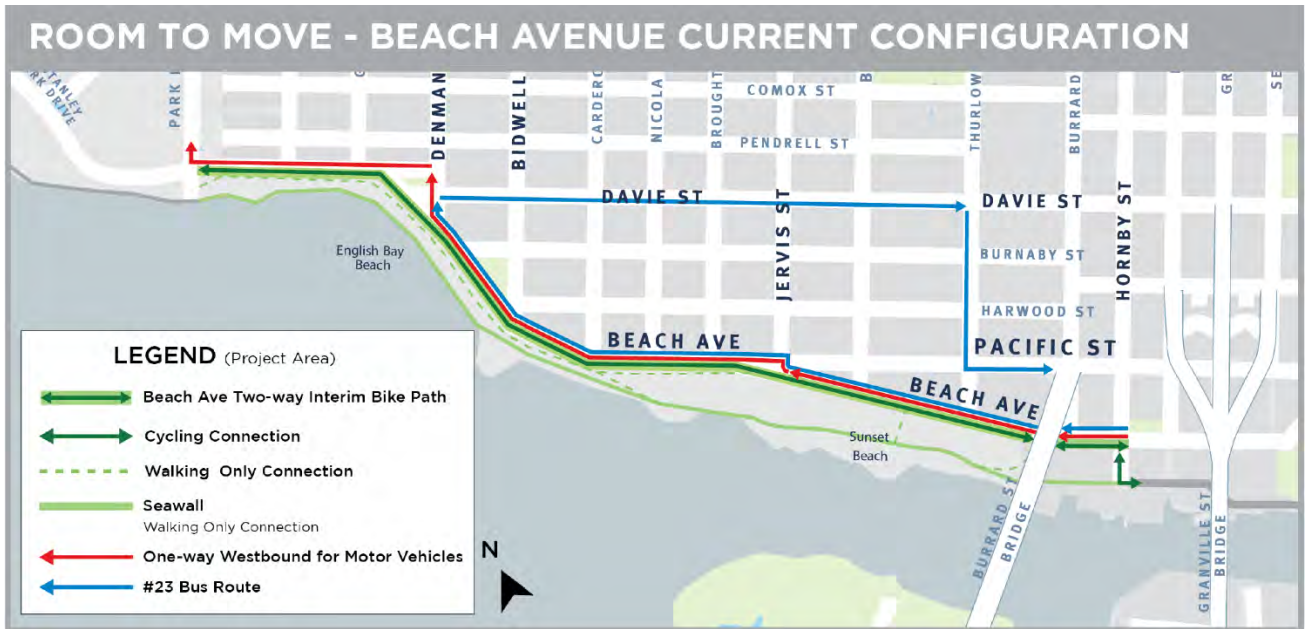 ROOM TO MOVE - BEACH AVENUE CURRENT CONFIGURATION
STANLEY
PARK DRIVE
PARK
DENMAN
BIDWELL
CARDERO
NICOLA
BROUGHT
COMOX ST
PENDRELL ST
JERVIS ST
B
THURLOW
BURRARD
HORNBY ST
GR
SE
DAVIE ST
DAVIE ST
BURNABY ST
HARWOOD ST
PACIFIC ST
English Bay
Beach
BEACH AVE
BEACH AVE
Sunset
Beach
BURRARD ST
BRIDGE
GRANVILLE ST
BRIDGE
LEGEND (Project Area)
Beach Ave Two-way Interim Bike Path
Cycling Connection
Walking Only Connection
Seawall
Walking Only Connection
One-way Westbound for Motor Vehicles
#23 Bus Route
N